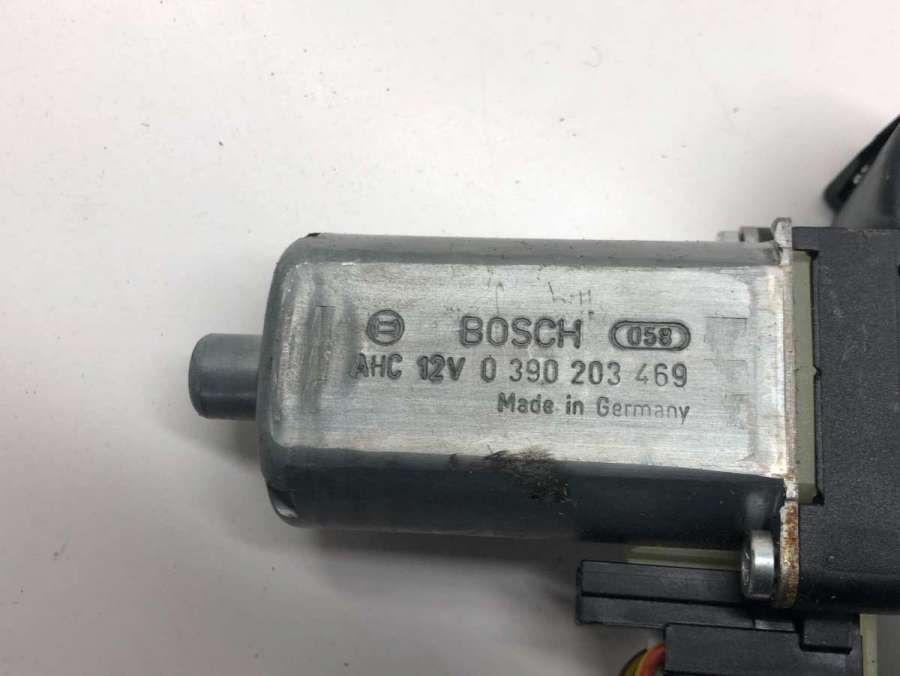 BOSCH 058
AHC 12V 0 390 203 469
Made in Germany